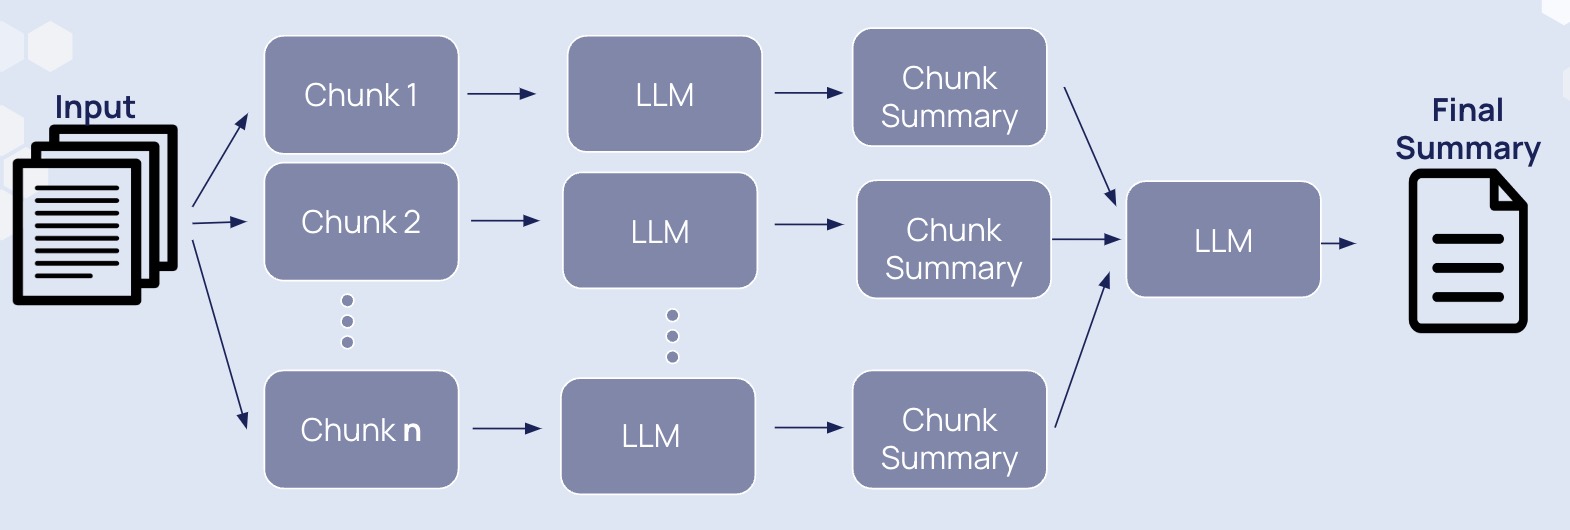 Input
Chunk 1
LLM
Chunk
Summary
Chunk 2
LLM
Chunk
Summary
Chunk n
LLM
Chunk
Summary
LLM
Final
Summary